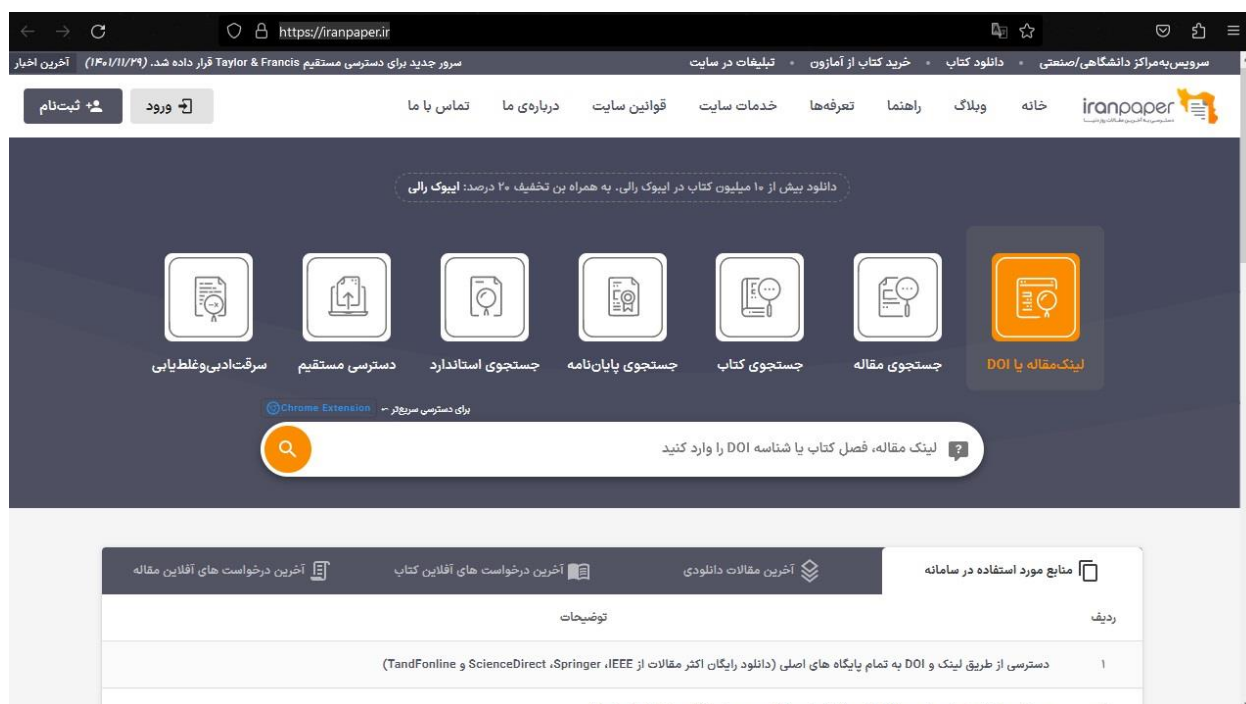 https://iranpaper.ir
سرویس‌به‌مراکز دانشگاهی/صنعتی • دانلود کتاب • خرید کتاب از آمازون • تبلیغات در سایت
سرور جدید برای دسترسی مستقیم Taylor & Francis قرار داده شد. (۱۴۰۱/۱۱/۲۹) آخرین اخبار
iranpaper
خانه وبلاگ راهنما تعرفه‌ها خدمات سایت قوانین سایت درباره‌ی ما تماس با ما ورود ثبت‌نام
دانلود بیش از ۱۰ میلیون کتاب در ایبوک رالی. به همراه بن تخفیف ۲۰ درصد: ایبوک رالی
لینک‌مقاله یا DOI جستجوی مقاله جستجوی کتاب جستجوی پایان‌نامه جستجوی استاندارد دسترسی مستقیم سرقت‌ادبی‌وغلط‌یابی
برای دسترسی سریع‌تر ← Chrome Extension
لینک مقاله، فصل کتاب یا شناسه DOI را وارد کنید
منابع مورد استفاده در سامانه آخرین مقالات دانلودی آخرین درخواست های آفلاین کتاب آخرین درخواست های آفلاین مقاله
ردیف توضیحات
۱ دسترسی از طریق لینک و DOI به تمام پایگاه های اصلی (دانلود رایگان اکثر مقالات از ScienceDirect ،Springer ،IEEE و TandFonline)